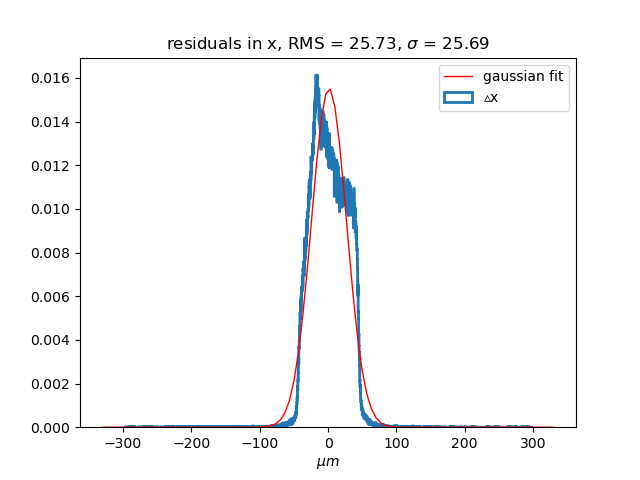 residuals in x, RMS = 25.73, σ = 25.69
gaussian fit
△x
0.016
0.014
0.012
0.010
0.008
0.006
0.004
0.002
0.000
−300 −200 −100 0 100 200 300
μm